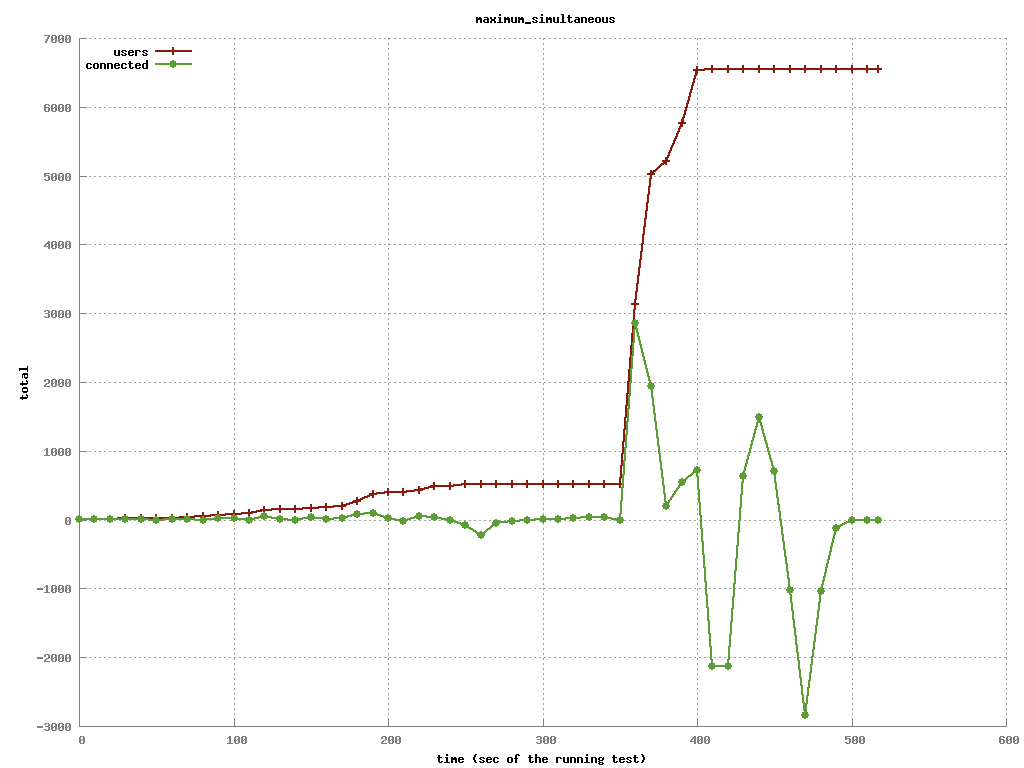 maximum_simultaneous
7000
users
connected
6000
5000
4000
3000
total
2000
1000
0
-1000
-2000
-3000
0 100 200 300 400 500 600
time (sec of the running test)